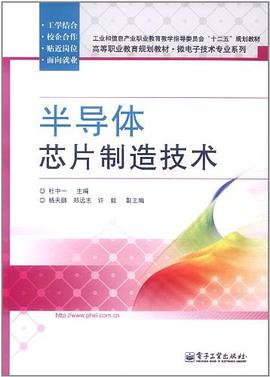 ·工学结合
·校企合作
·贴近岗位
·面向就业
工业和信息产业职业教育教学指导委员会“十二五”规划教材
高等职业教育规划教材·微电子技术专业系列
半导体
芯片制造技术
杜中一 主编
杨天鹏 郑远志 许毅 副主编
http://www.phei.com.cn
电子工业出版社